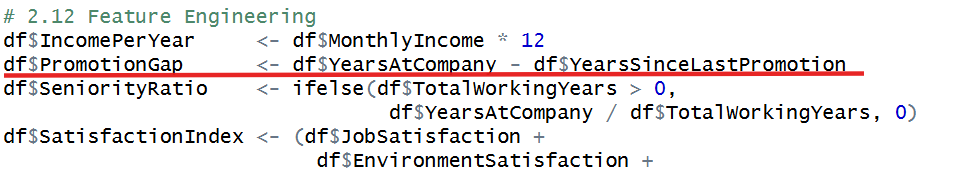 # 2.12 Feature Engineering
df$IncomePerYear <- df$MonthlyIncome * 12
df$PromotionGap <- df$YearsAtCompany - df$YearsSinceLastPromotion
df$SeniorityRatio <- ifelse(df$TotalWorkingYears > 0,
df$YearsAtCompany / df$TotalWorkingYears, 0)
df$SatisfactionIndex <- (df$JobSatisfaction +
df$EnvironmentSatisfaction +